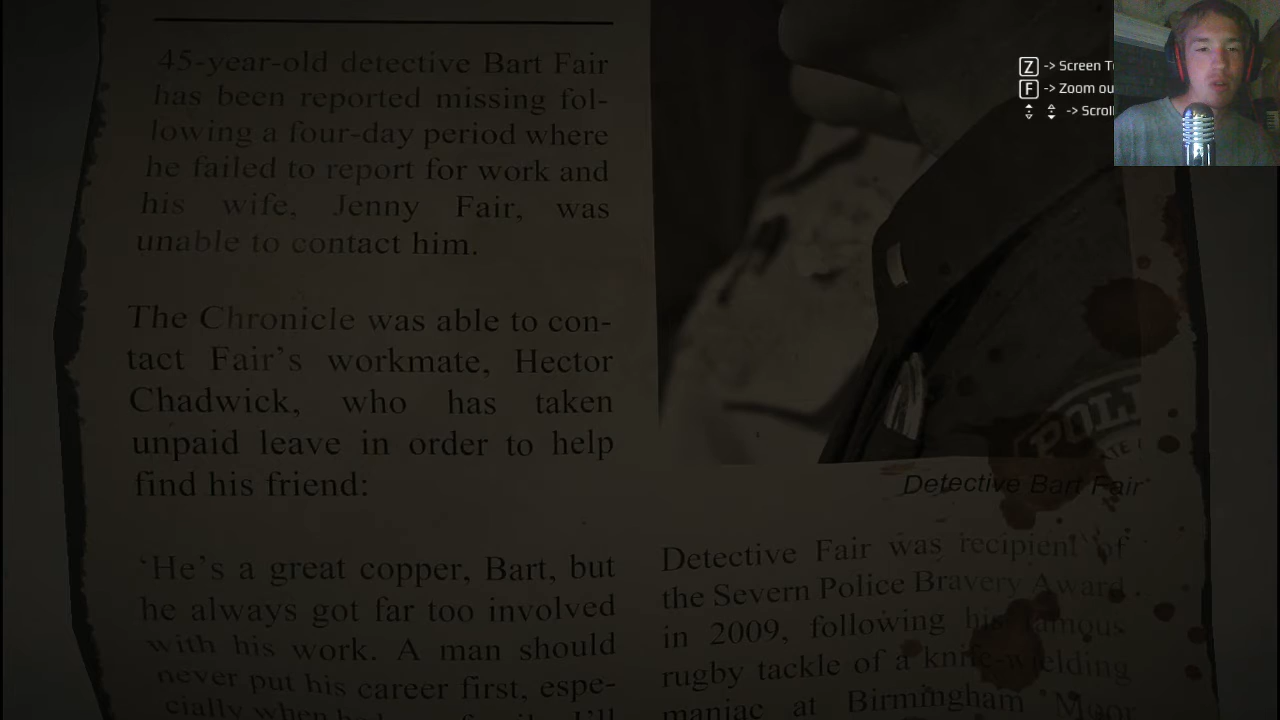 45-year-old detective Bart Fair
has been reported missing fol-
lowing a four-day period where
he failed to report for work and
his wife, Jenny Fair, was
unable to contact him.
The Chronicle was able to con-
tact Fair's workmate, Hector
Chadwick, who has taken
unpaid leave in order to help
find his friend:
'He's a great copper, Bart, but
he always got far too involved
with his work. A man should
never put his career first, espe-
cially when
Detective Bart Fair
Detective Fair was recipient of
the Severn Police Bravery Award
in 2009, following his famous
rugby tackle of a knife-wielding
maniac at Birmingham Moor
Z -> Screen
F -> Zoom ou
-> Scroll